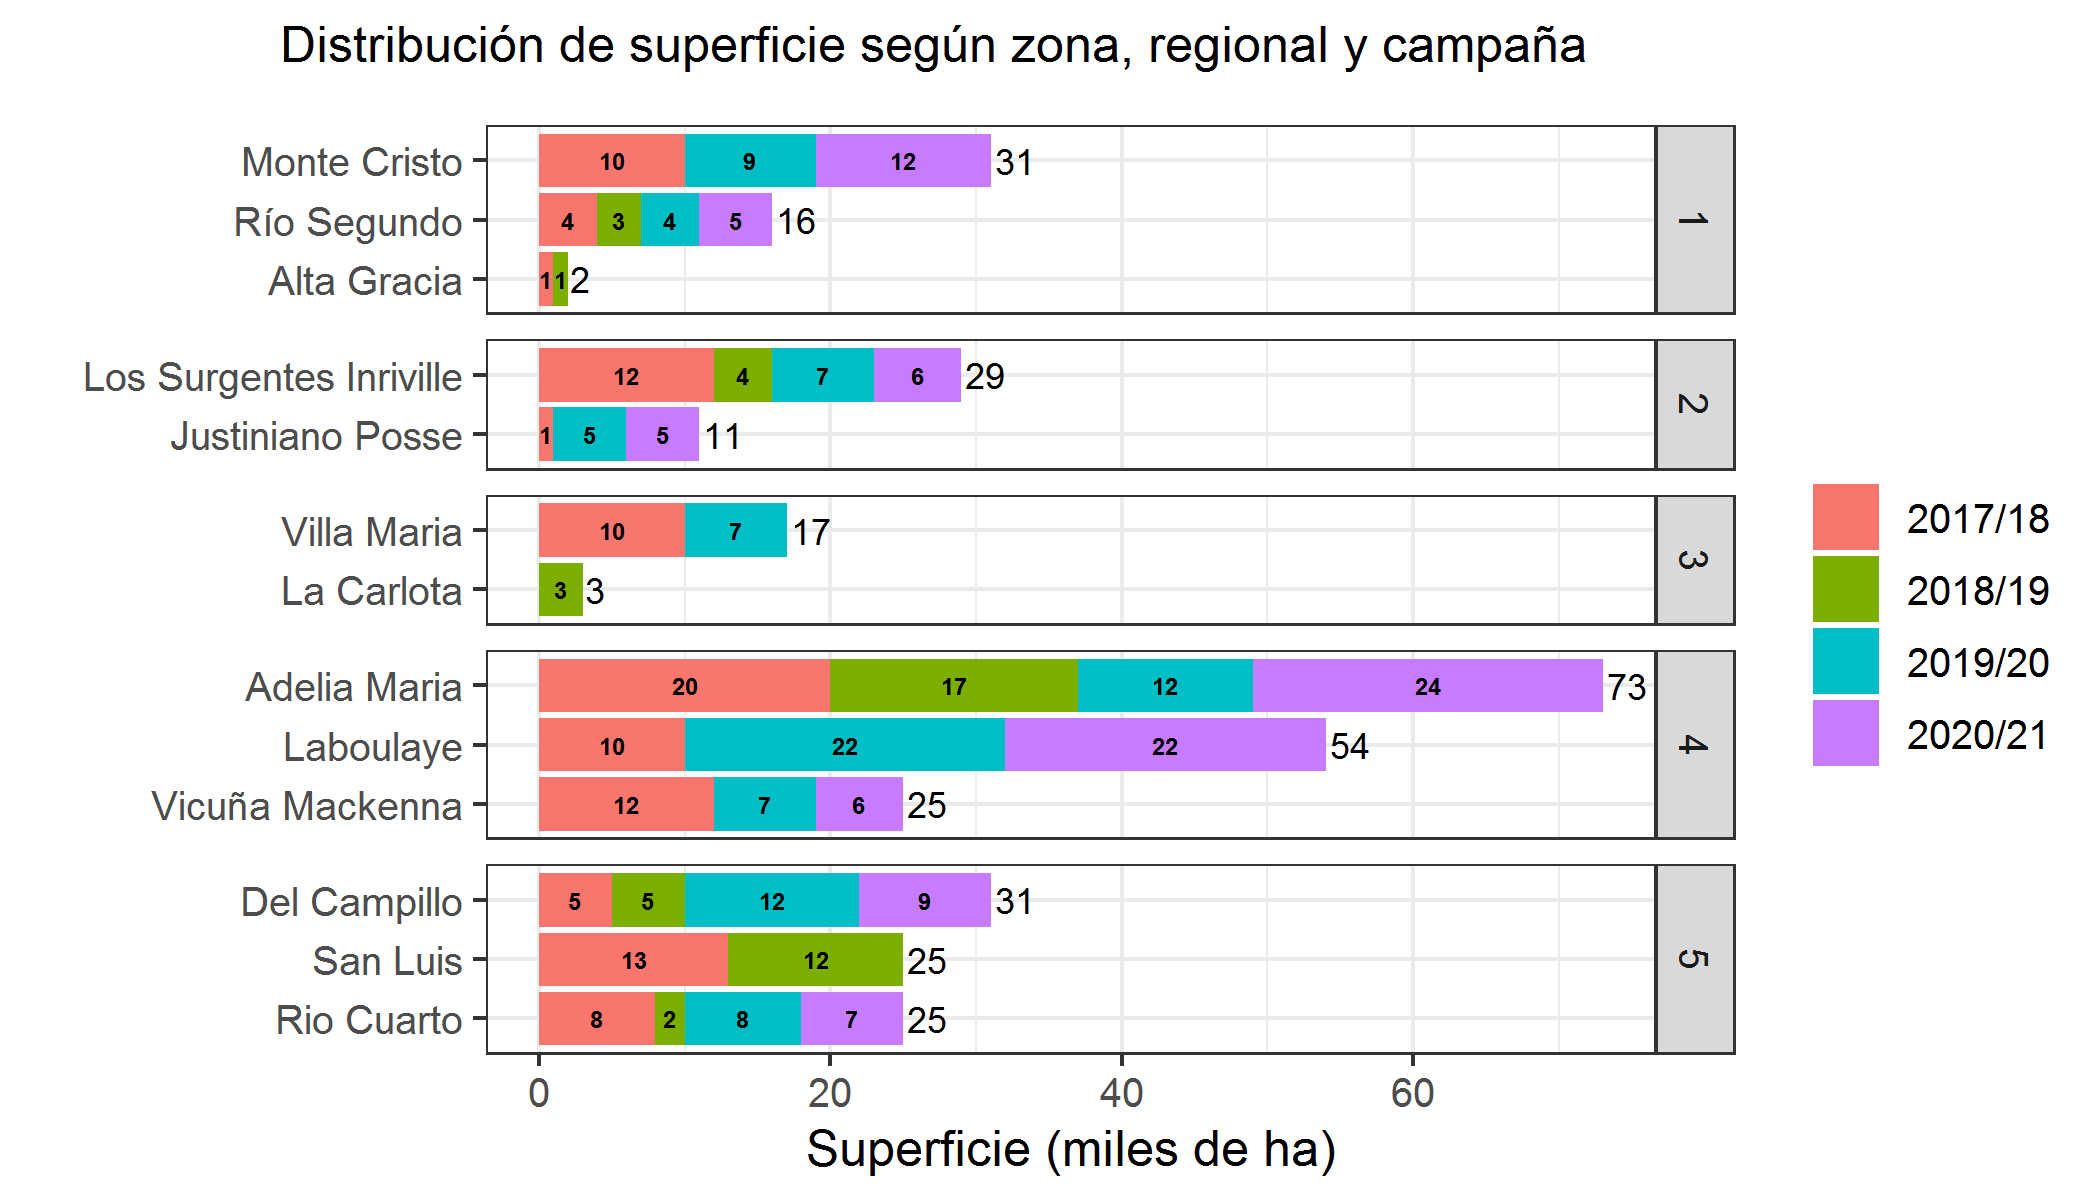 Distribución de superficie según zona, regional y campaña
Monte Cristo 10 9 12 31
Río Segundo 4 3 4 5 16
Alta Gracia 1 1 2
1
Los Surgentes Inriville 12 4 7 6 29
Justiniano Posse 1 5 5 11
2
Villa Maria 10 7 17
La Carlota 3 3
3
Adelia Maria 20 17 12 24 73
Laboulaye 10 22 22 54
Vicuña Mackenna 12 7 6 25
4
Del Campillo 5 5 12 9 31
San Luis 13 12 25
Rio Cuarto 8 2 8 7 25
5
0 20 40 60
Superficie (miles de ha)
2017/18
2018/19
2019/20
2020/21